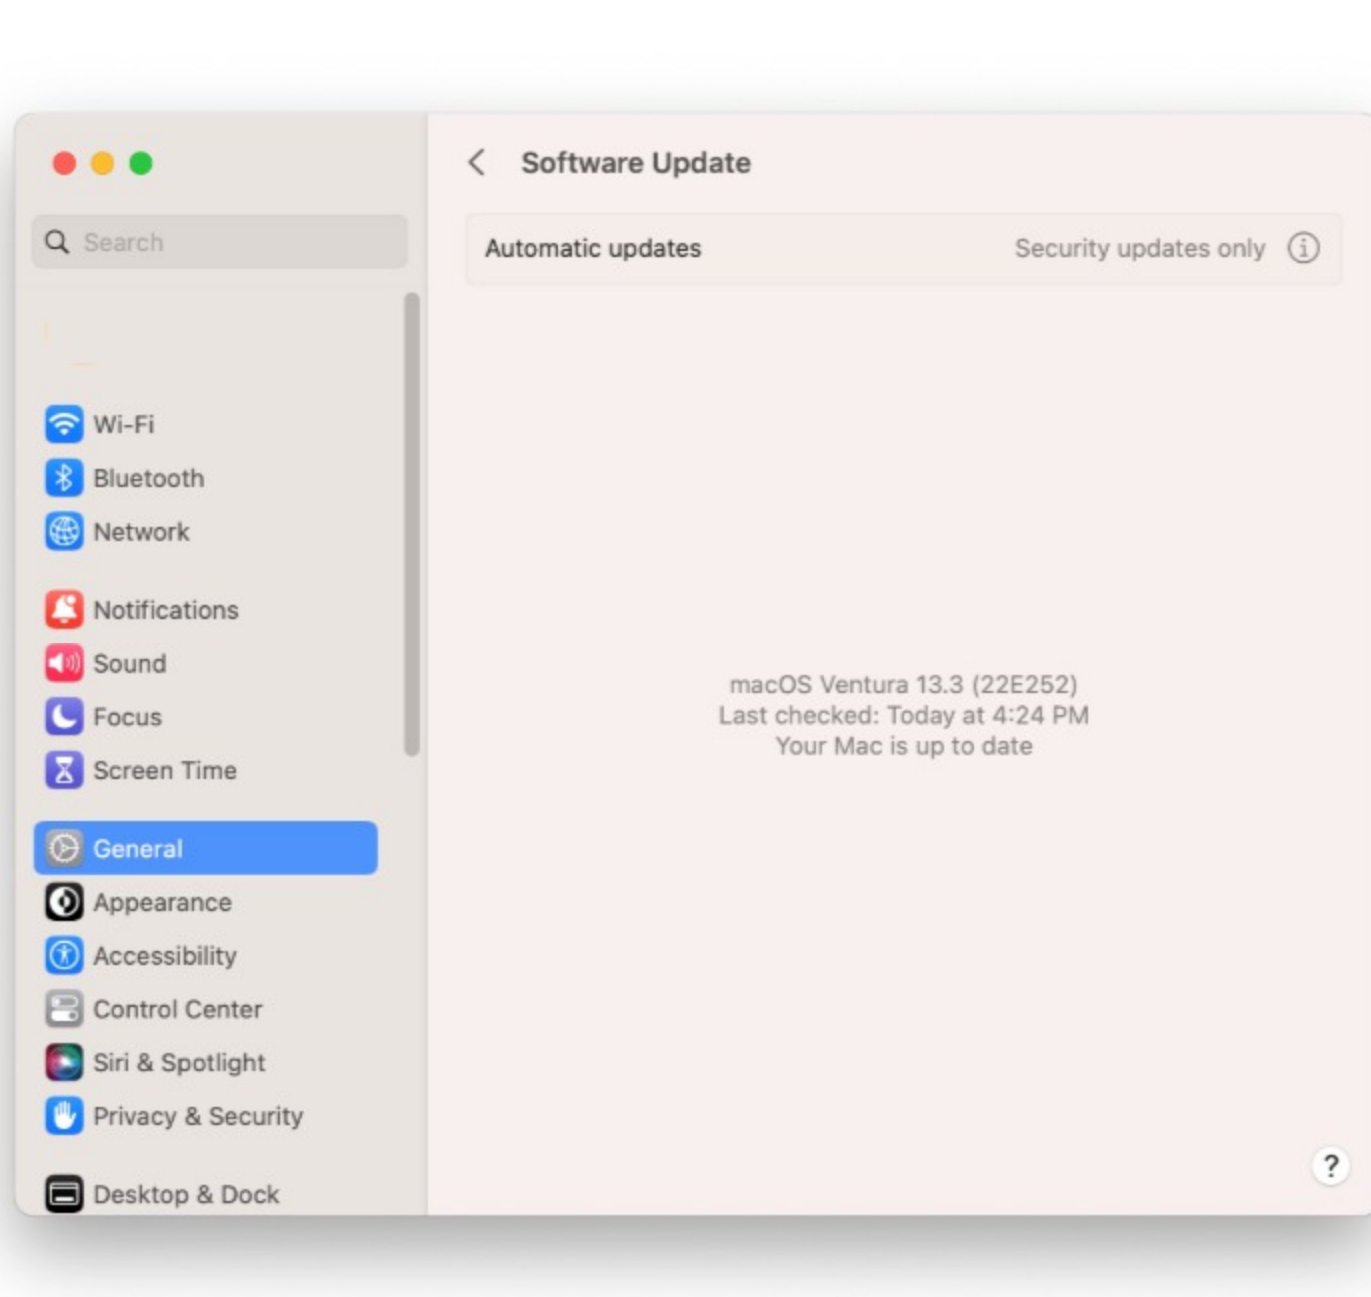 Software Update
Search
Automatic updates
Security updates only
Wi-Fi
Bluetooth
Network
Notifications
Sound
Focus
Screen Time
General
Appearance
Accessibility
Control Center
Siri & Spotlight
Privacy & Security
Desktop & Dock
macOS Ventura 13.3 (22E252)
Last checked: Today at 4:24 PM
Your Mac is up to date
?